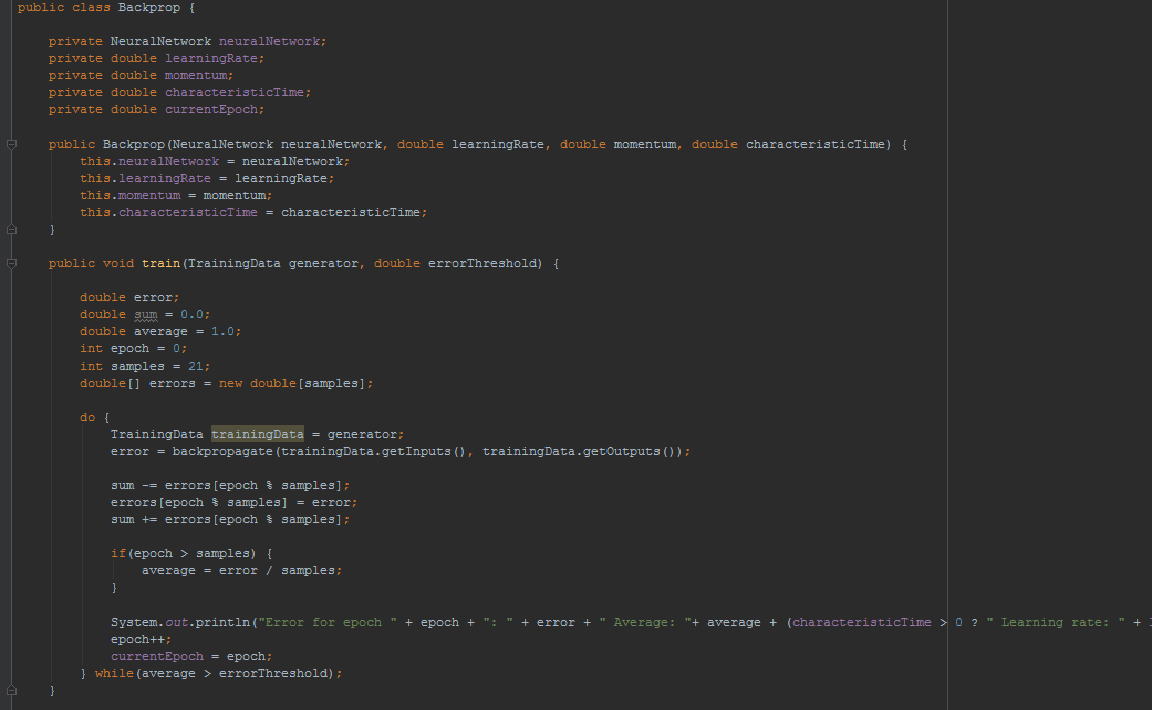 public class Backprop {
private NeuralNetwork neuralNetwork;
private double learningRate;
private double momentum;
private double characteristicTime;
private double currentEpoch;
public Backprop(NeuralNetwork neuralNetwork, double learningRate, double momentum, double characteristicTime) {
this.neuralNetwork = neuralNetwork;
this.learningRate = learningRate;
this.momentum = momentum;
this.characteristicTime = characteristicTime;
}
public void train(TrainingData generator, double errorThreshold) {
double error;
double sum = 0.0;
double average = 1.0;
int epoch = 0;
int samples = 21;
double[] errors = new double[samples];
do {
TrainingData trainingData = generator;
error = backpropagate(trainingData.getInputs(), trainingData.getOutputs());
sum -= errors[epoch % samples];
errors[epoch % samples] = error;
sum += errors[epoch % samples];
if(epoch > samples) {
average = error / samples;
}
System.out.println("Error for epoch " + epoch + ": " + error + " Average: "+ average + (characteristicTime > 0 ? " Learning rate: " +
epoch++;
currentEpoch = epoch;
} while(average > errorThreshold);
}